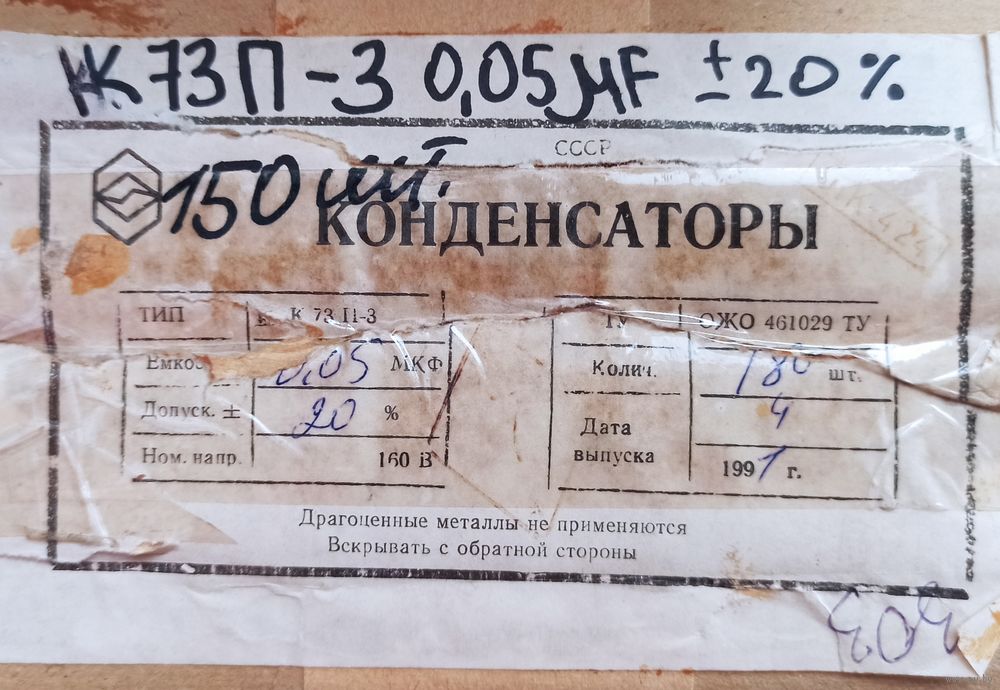 К73П-3 0,05 MF ± 20%
СССР
150 шт.
КОНДЕНСАТОРЫ
ТИП К 73 П-3
Емкос 0,05 МКФ
Допуск. ± 20 %
Ном. напр. 160 В
ТУ ОЖО 461029 ТУ
Колич. 180 шт.
Дата выпуска 4
1991 г.
Драгоценные металлы не применяются
Вскрывать с обратной стороны